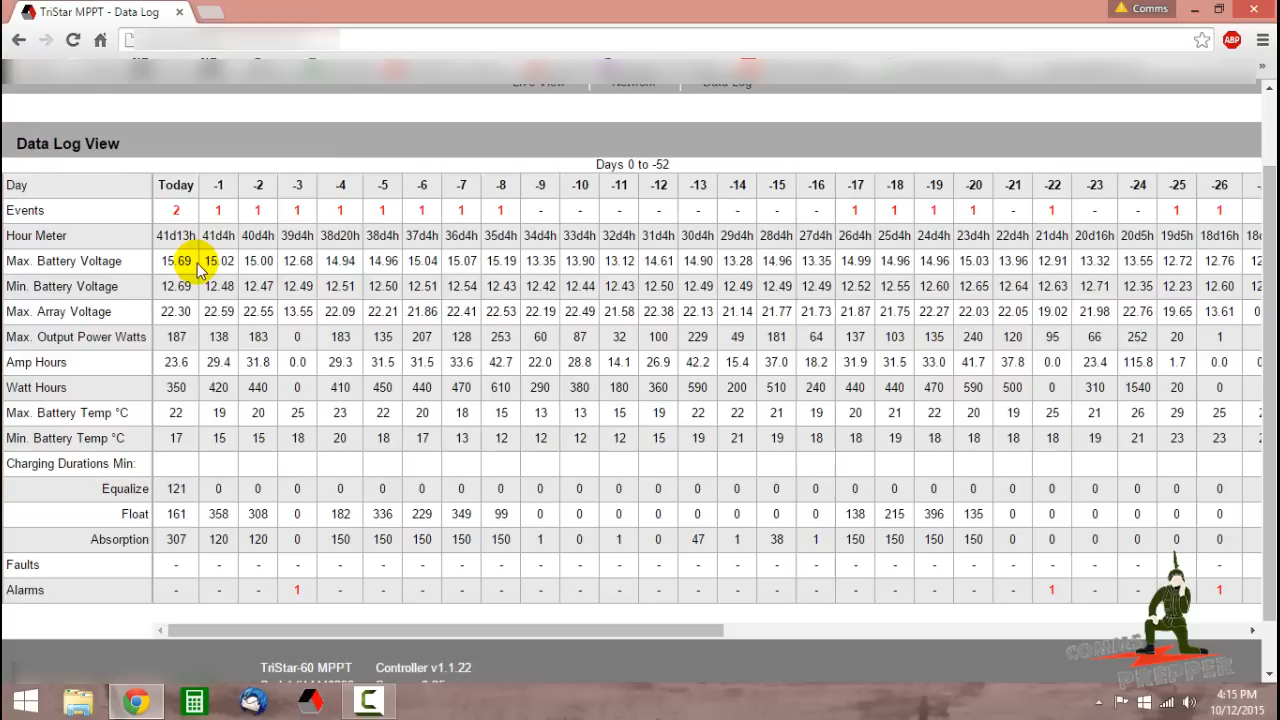 TriStar MPPT - Data Log
Comms
ABP
Live View Network Data Log
Data Log View
Days 0 to -52
Day Today -1 -2 -3 -4 -5 -6 -7 -8 -9 -10 -11 -12 -13 -14 -15 -16 -17 -18 -19 -20 -21 -22 -23 -24 -25 -26
Events 2 1 1 1 1 1 1 1 1 - - - - - - - - 1 1 1 1 - 1 - - 1 1
Hour Meter 41d13h 41d4h 40d4h 39d4h 38d20h 38d4h 37d4h 36d4h 35d4h 34d4h 33d4h 32d4h 31d4h 30d4h 29d4h 28d4h 27d4h 26d4h 25d4h 24d4h 23d4h 22d4h 21d4h 20d16h 20d5h 19d5h 18d16h 18d
Max. Battery Voltage 15.69 15.02 15.00 12.68 14.94 14.96 15.04 15.07 15.19 13.35 13.90 13.12 14.61 14.90 13.28 14.96 13.35 14.99 14.96 14.96 15.03 13.96 12.91 13.32 13.55 12.72 12.76 12
Min. Battery Voltage 12.69 12.48 12.47 12.49 12.51 12.50 12.51 12.54 12.43 12.42 12.44 12.43 12.50 12.49 12.49 12.49 12.49 12.52 12.55 12.60 12.65 12.64 12.63 12.71 12.35 12.23 12.60 12
Max. Array Voltage 22.30 22.59 22.55 13.55 22.09 22.21 21.86 22.41 22.53 22.19 22.49 21.58 22.38 22.13 21.14 21.77 21.73 21.87 21.75 22.27 22.03 22.05 19.02 21.98 22.76 19.65 13.61 0
Max. Output Power Watts 187 138 183 0 183 135 207 128 253 60 87 32 100 229 49 181 64 137 103 135 240 120 95 66 252 20 1
Amp Hours 23.6 29.4 31.8 0.0 29.3 31.5 31.5 33.6 42.7 22.0 28.8 14.1 26.9 42.2 15.4 37.0 18.2 31.9 31.5 33.0 41.7 37.8 0.0 23.4 115.8 1.7 0.0
Watt Hours 350 420 440 0 410 450 440 470 610 290 380 180 360 590 200 510 240 440 440 470 590 500 0 310 1540 20 0
Max. Battery Temp °C 22 19 20 25 23 22 20 18 15 13 13 15 19 22 22 21 19 20 21 22 20 19 25 21 26 29 25
Min. Battery Temp °C 17 15 15 18 20 18 17 13 12 12 12 12 15 19 21 19 18 18 19 18 18 18 18 19 21 23 23
Charging Durations Min:
Equalize 121 0 0 0 0 0 0 0 0 0 0 0 0 0 0 0 0 0 0 0 0 0 0 0 0 0 0
Float 161 358 308 0 182 336 229 349 99 0 0 0 0 0 0 0 0 138 215 396 135 0 0 0 0 0 0
Absorption 307 120 120 0 150 150 150 150 150 1 0 1 0 47 1 38 1 150 150 150 150 0 0 0 0 0 0
Faults - - - - - - - - - - - - - - - - - - - - - - - - - - -
Alarms - - - 1 - - - - - - - - - - - - - - - - - - 1 - - - 1
TriStar-60 MPPT Controller v1.1.22
COMMS
PREPPER
4:15 PM
10/12/2015